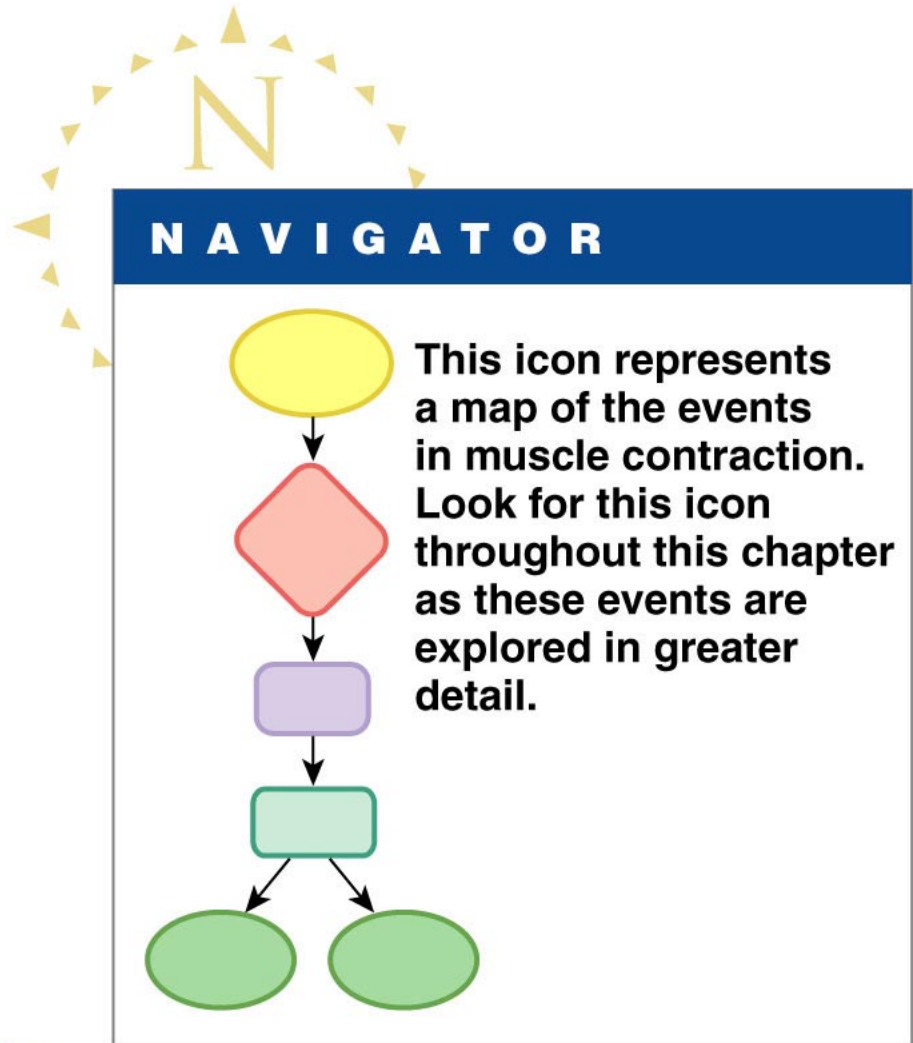 N
NAVIGATOR
This icon represents
a map of the events
in muscle contraction.
Look for this icon
throughout this chapter
as these events are
explored in greater
detail.